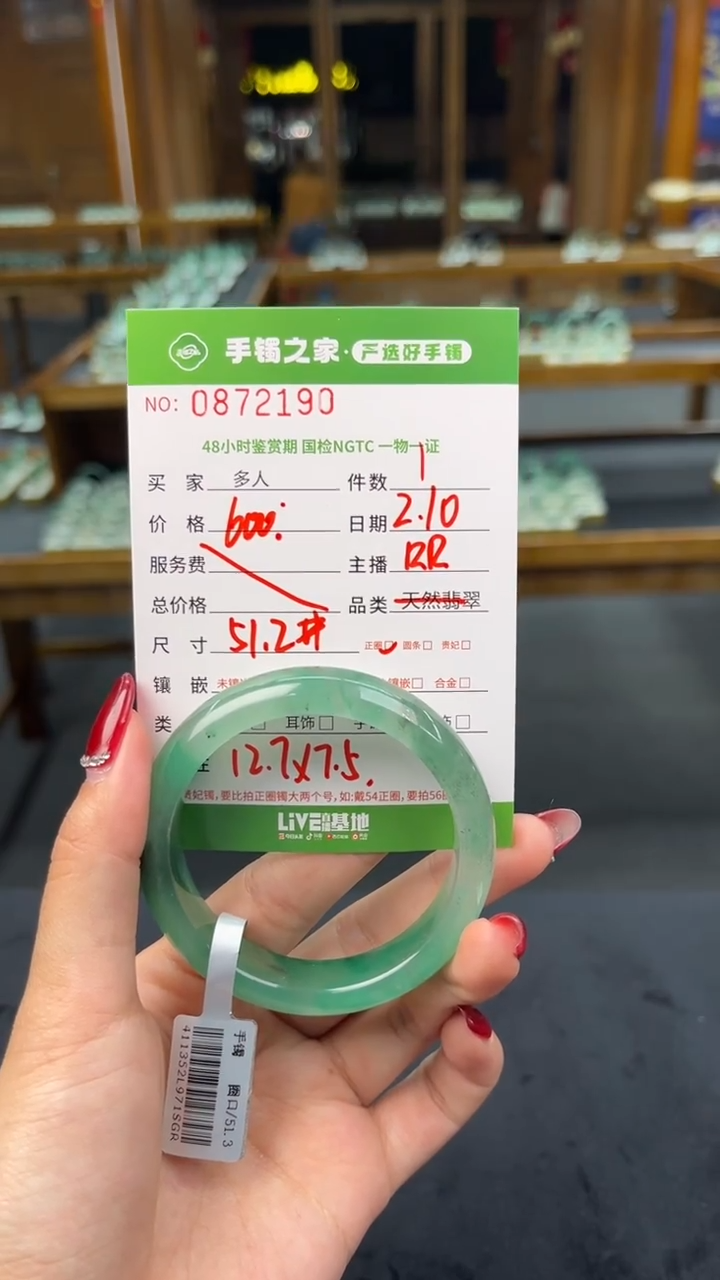 手镯之家·严选好手镯
NO: 0872190
48小时鉴赏期 国检NGTC 一物一证
买 家 多人 件数 1
价 格 600: 日期 2.10
服务费 主播 RR
总价格 品类 天然翡翠
尺 寸 51.2# 正圈 圆条 贵妃
镶 嵌 未镶 镶嵌 合金
类 耳饰
12.7X7.5.
贵妃镯,要比拍正圈镯大两个号,如:戴54正圈,要拍56
LiVE 基地
手镯 圈口/51.3
411352L971SGR